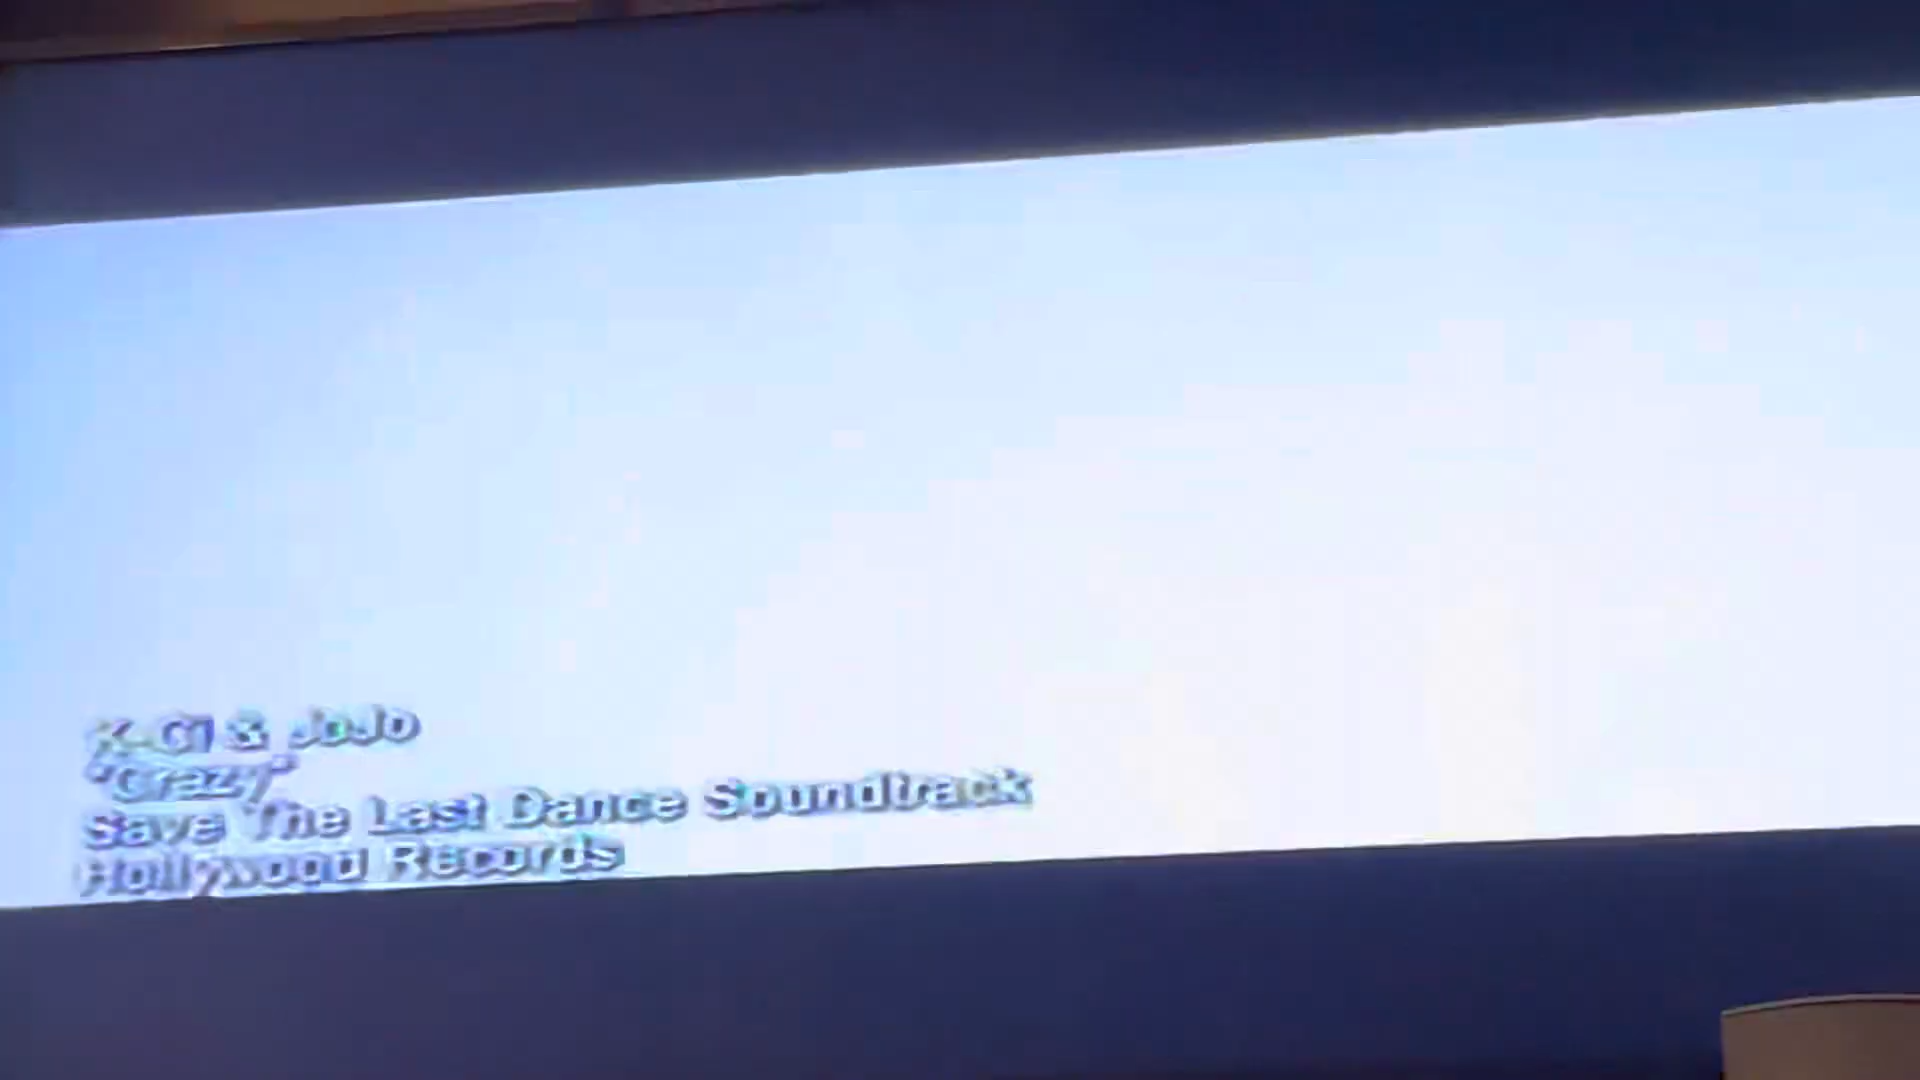 K-Ci & JoJo
"Crazy"
Save The Last Dance Soundtrack
Hollywood Records